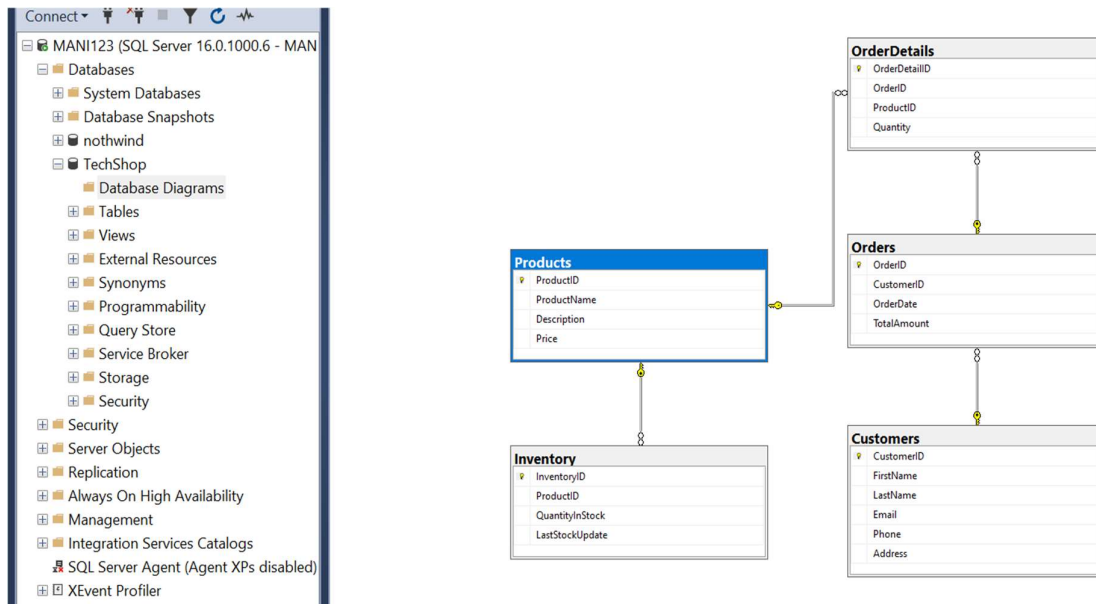 Connect
MANI123 (SQL Server 16.0.1000.6 - MAN
Databases
System Databases
Database Snapshots
nothwind
TechShop
Database Diagrams
Tables
Views
External Resources
Synonyms
Programmability
Query Store
Service Broker
Storage
Security
Security
Server Objects
Replication
Always On High Availability
Management
Integration Services Catalogs
SQL Server Agent (Agent XPs disabled)
XEvent Profiler
Products
ProductID
ProductName
Description
Price
Inventory
InventoryID
ProductID
QuantityInStock
LastStockUpdate
OrderDetails
OrderDetailID
OrderID
ProductID
Quantity
Orders
OrderID
CustomerID
OrderDate
TotalAmount
Customers
CustomerID
FirstName
LastName
Email
Phone
Address